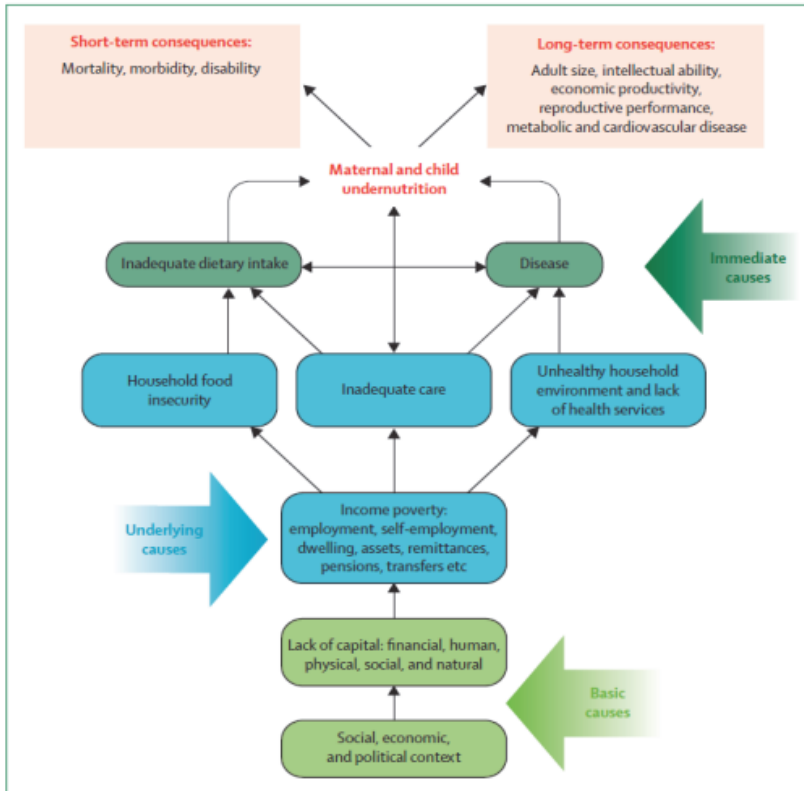 Short-term consequences:
Mortality, morbidity, disability
Long-term consequences:
Adult size, intellectual ability,
economic productivity,
reproductive performance,
metabolic and cardiovascular disease
Maternal and child
undernutrition
Inadequate dietary intake
Disease
Immediate
causes
Household food
insecurity
Inadequate care
Unhealthy household
environment and lack
of health services
Underlying
causes
Income poverty:
employment, self-employment,
dwelling, assets, remittances,
pensions, transfers etc
Lack of capital: financial, human,
physical, social, and natural
Basic
causes
Social, economic,
and political context